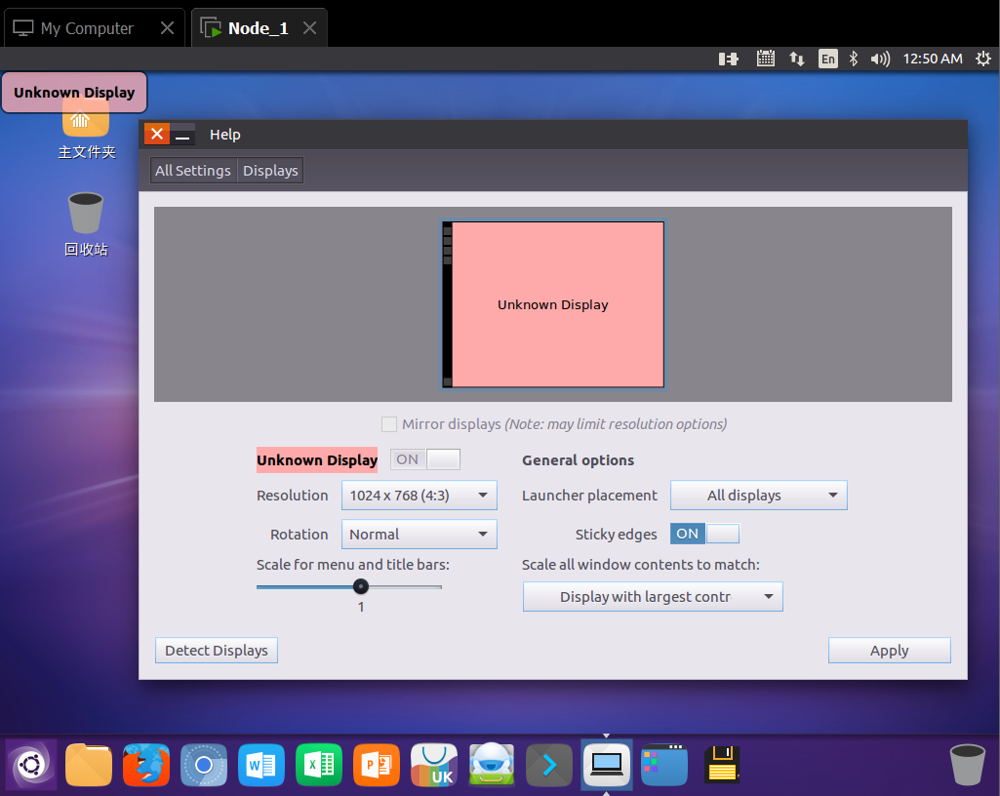 My Computer
Node_1
En
12:50 AM
Unknown Display
主文件夹
回收站
Help
All Settings
Displays
Unknown Display
Mirror displays (Note: may limit resolution options)
Unknown Display
ON
General options
Resolution
1024 x 768 (4:3)
Launcher placement
All displays
Rotation
Normal
Sticky edges
ON
Scale for menu and title bars:
Scale all window contents to match:
1
Display with largest contr
Detect Displays
Apply
W
X
P
UK